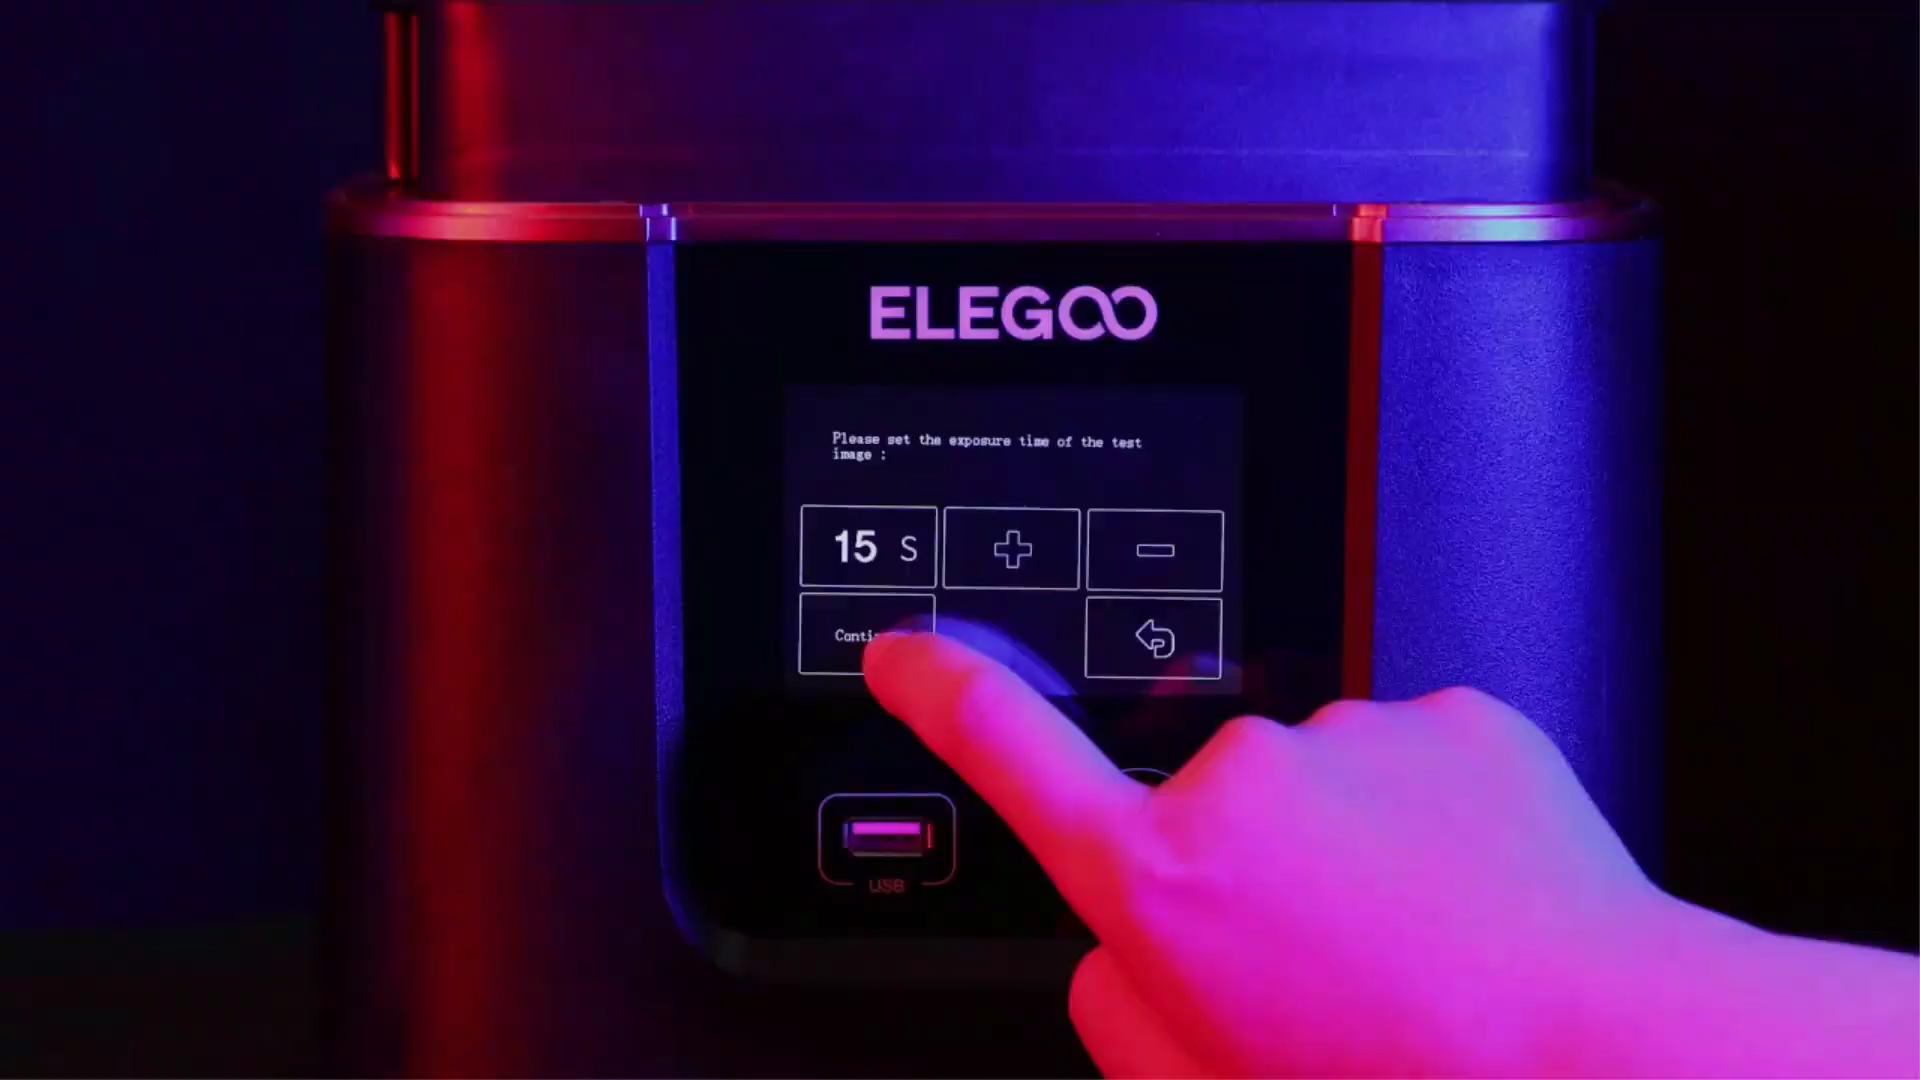 ELEGOO
Please set the exposure time of the test
image :
15 S
USB